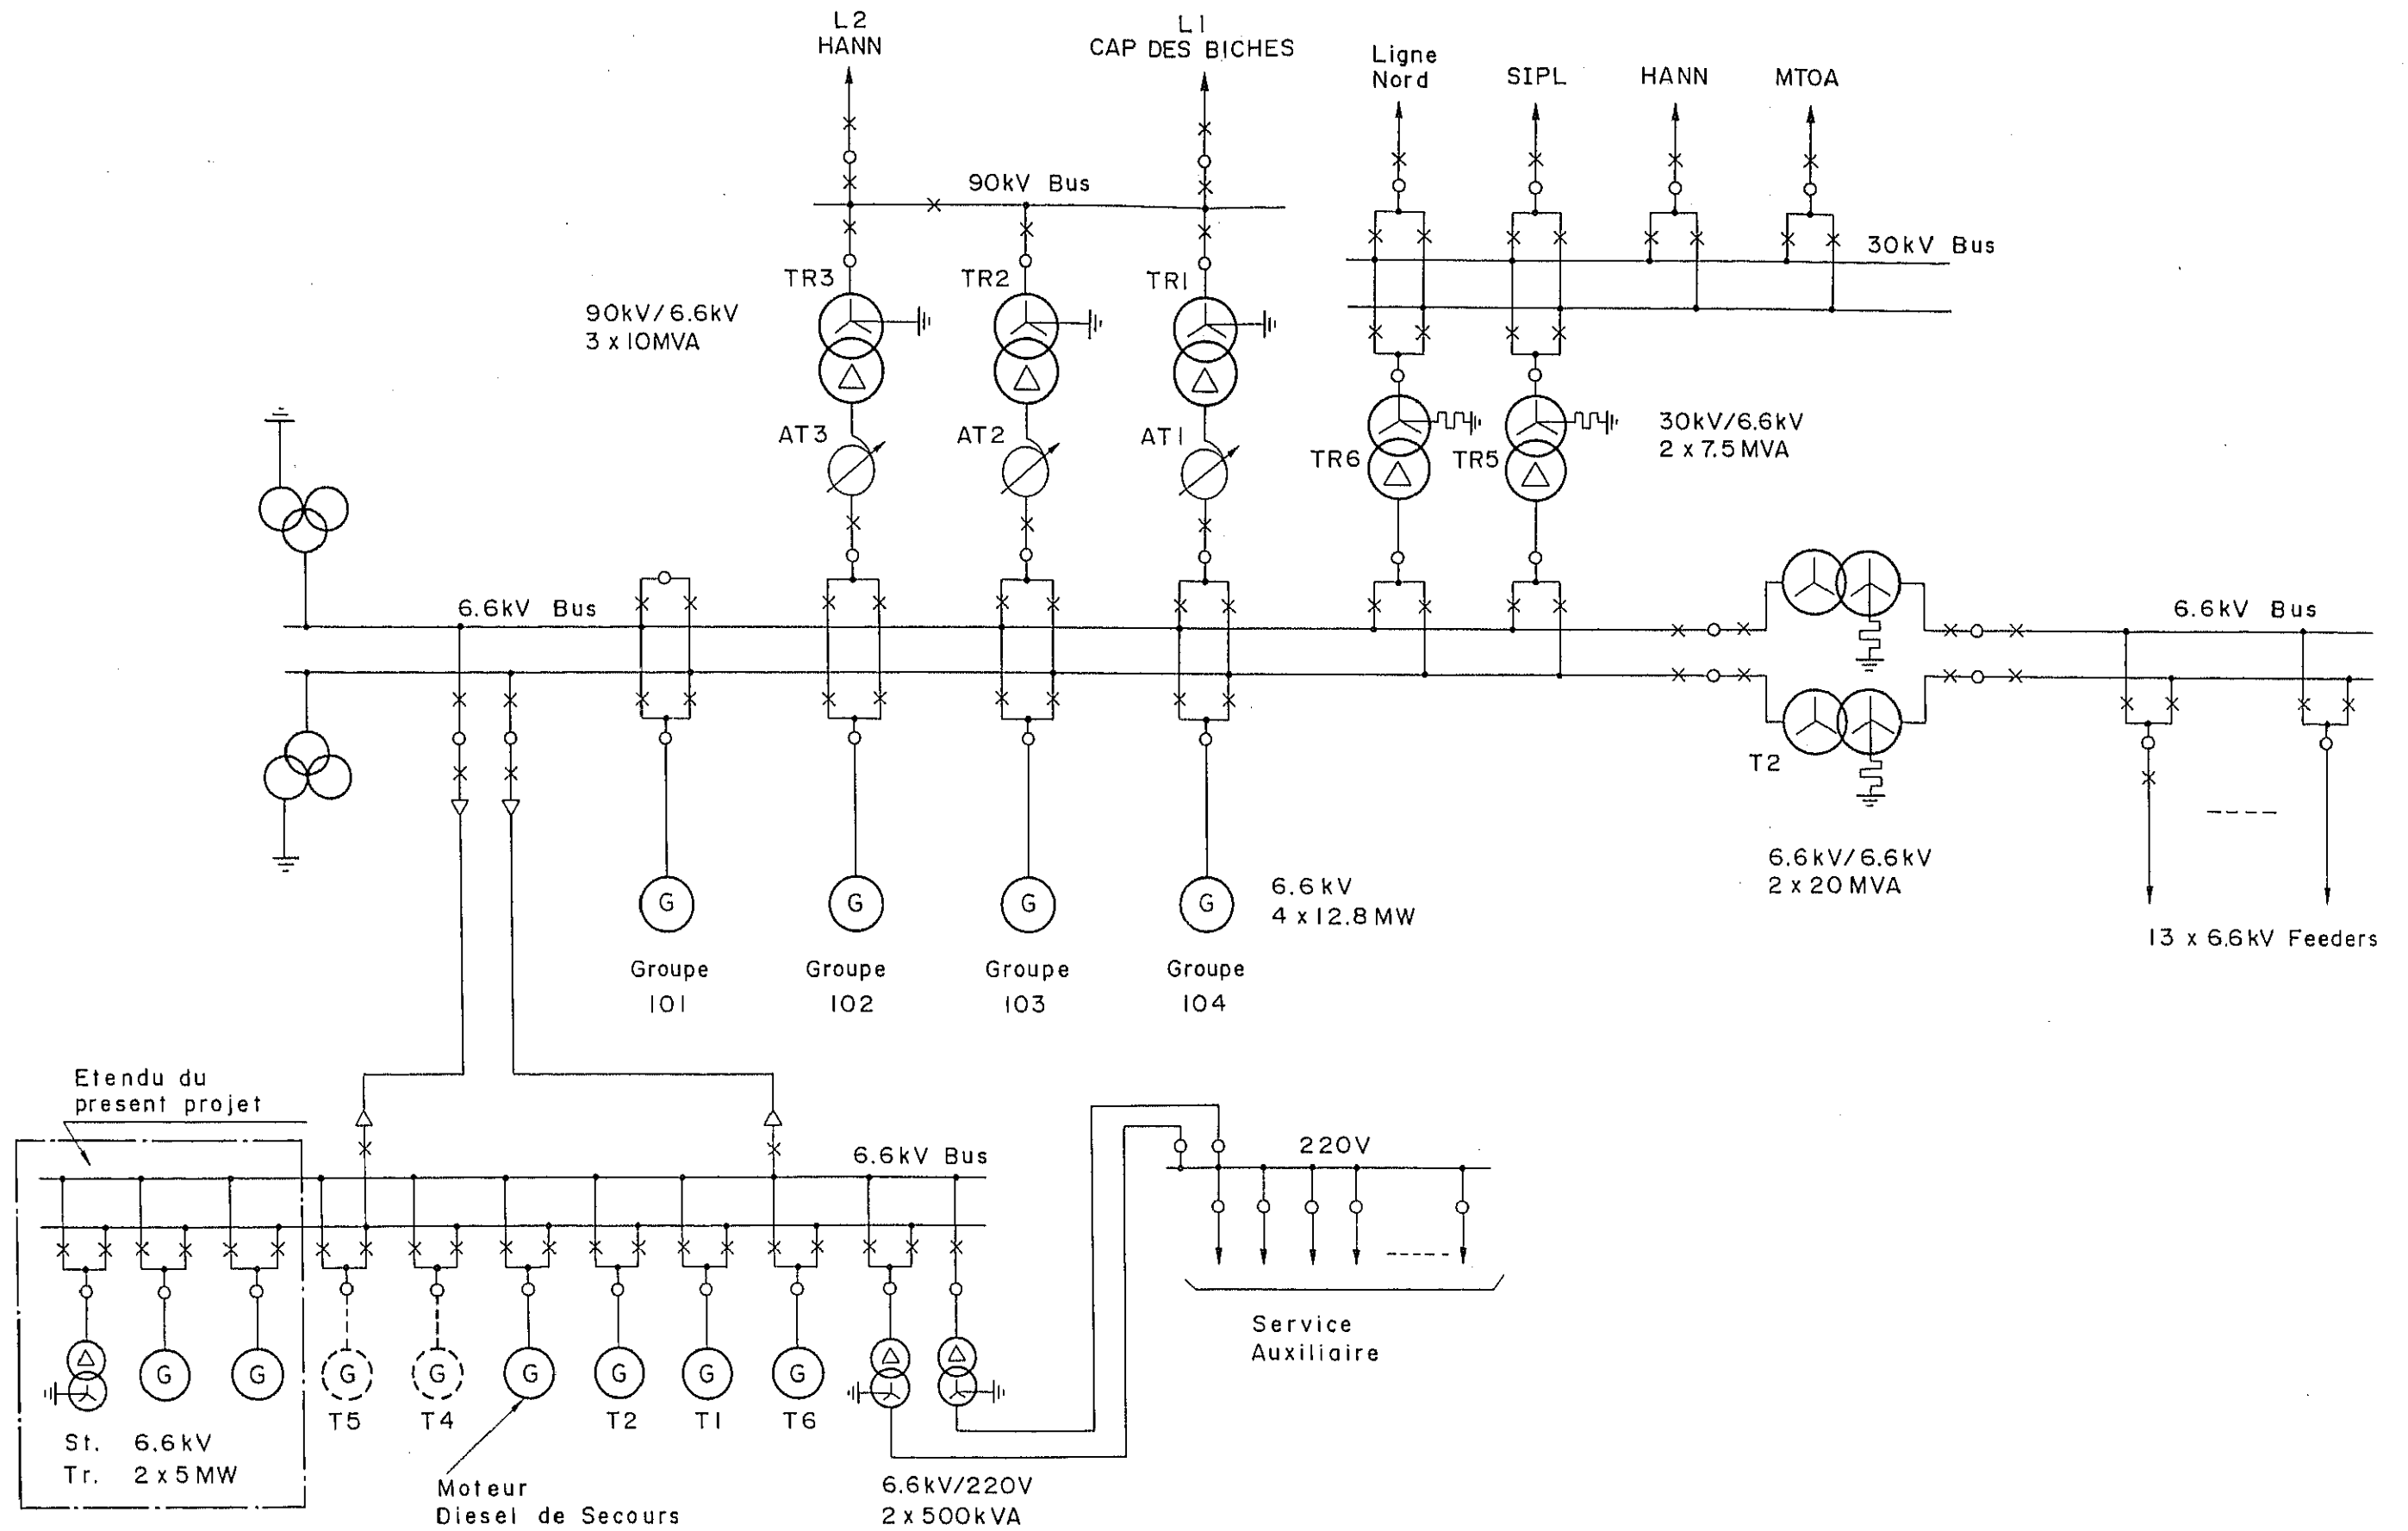 L2
HANN
L1
CAP DES BICHES
Ligne
Nord
SIPL
HANN
MTOA
90kV Bus
30kV Bus
TR3
TR2
TR1
90kV/6.6kV
3 x 10MVA
AT3
AT2
AT1
TR6
TR5
30kV/6.6kV
2 x 7.5 MVA
6.6kV Bus
6.6kV Bus
T2
6.6kV/6.6kV
2 x 20 MVA
G
G
G
G
6.6kV
4 x 12.8 MW
13 x 6.6kV Feeders
Groupe
101
Groupe
102
Groupe
103
Groupe
104
Etendu du
present projet
6.6kV Bus
220V
G
G
G
G
G
G
G
G
T5
T4
T2
T1
T6
St. 6.6kV
Tr. 2 x 5 MW
Moteur
Diesel de Secours
6.6kV/220V
2 x 500kVA
Service
Auxiliaire